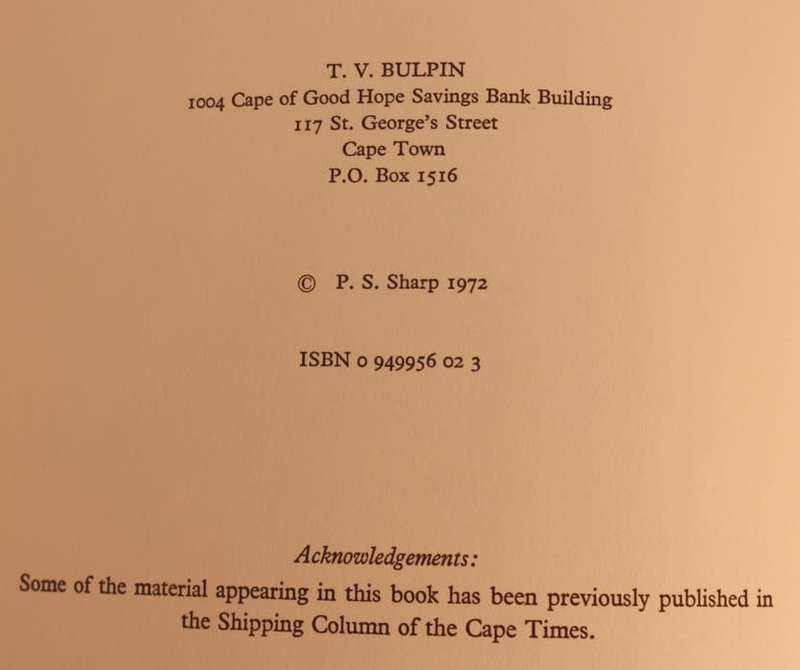 T. V. BULPIN
1004 Cape of Good Hope Savings Bank Building
117 St. George's Street
Cape Town
P.O. Box 1516
© P. S. Sharp 1972
ISBN 0 949956 02 3
Acknowledgements:
Some of the material appearing in this book has been previously published in
the Shipping Column of the Cape Times.